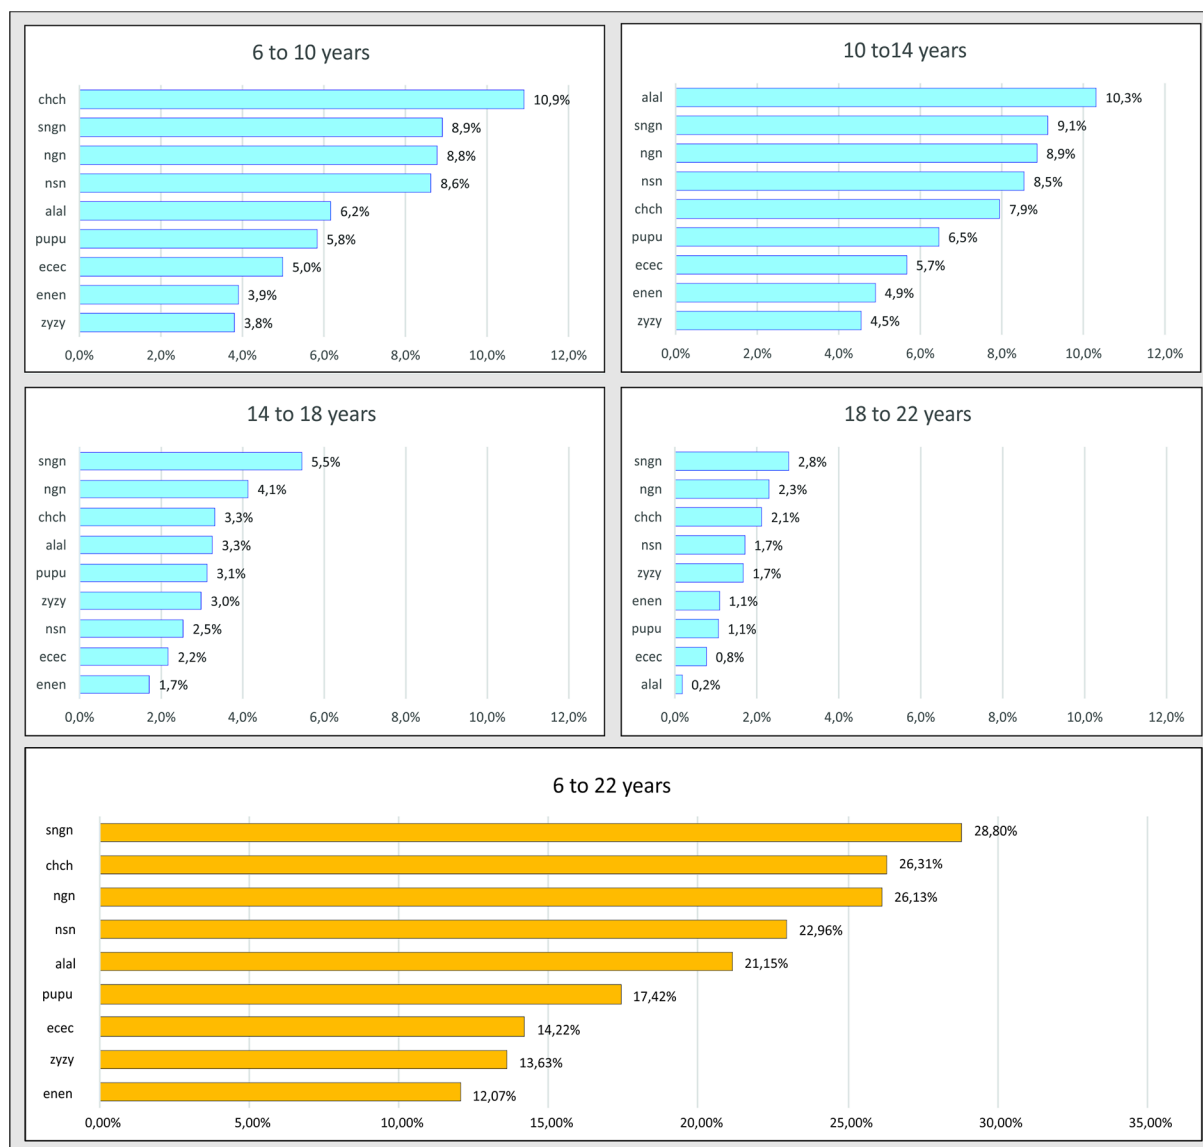 6 to 10 years
chch 10,9%
sngn 8,9%
ngn 8,8%
nsn 8,6%
alal 6,2%
pupu 5,8%
ecec 5,0%
enen 3,9%
zyzy 3,8%
0,0% 2,0% 4,0% 6,0% 8,0% 10,0% 12,0%
10 to14 years
alal 10,3%
sngn 9,1%
ngn 8,9%
nsn 8,5%
chch 7,9%
pupu 6,5%
ecec 5,7%
enen 4,9%
zyzy 4,5%
0,0% 2,0% 4,0% 6,0% 8,0% 10,0% 12,0%
14 to 18 years
sngn 5,5%
ngn 4,1%
chch 3,3%
alal 3,3%
pupu 3,1%
zyzy 3,0%
nsn 2,5%
ecec 2,2%
enen 1,7%
0,0% 2,0% 4,0% 6,0% 8,0% 10,0% 12,0%
18 to 22 years
sngn 2,8%
ngn 2,3%
chch 2,1%
nsn 1,7%
zyzy 1,7%
enen 1,1%
pupu 1,1%
ecec 0,8%
alal 0,2%
0,0% 2,0% 4,0% 6,0% 8,0% 10,0% 12,0%
6 to 22 years
sngn 28,80%
chch 26,31%
ngn 26,13%
nsn 22,96%
alal 21,15%
pupu 17,42%
ecec 14,22%
zyzy 13,63%
enen 12,07%
0,00% 5,00% 10,00% 15,00% 20,00% 25,00% 30,00% 35,00%